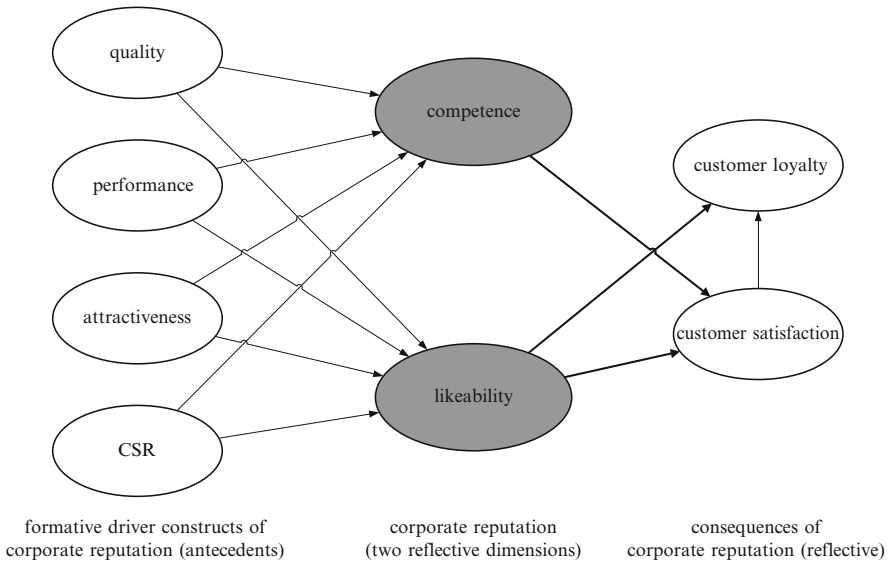 quality
performance
attractiveness
CSR
competence
likeability
customer loyalty
customer satisfaction
formative driver constructs of
corporate reputation (antecedents)
corporate reputation
(two reflective dimensions)
consequences of
corporate reputation (reflective)